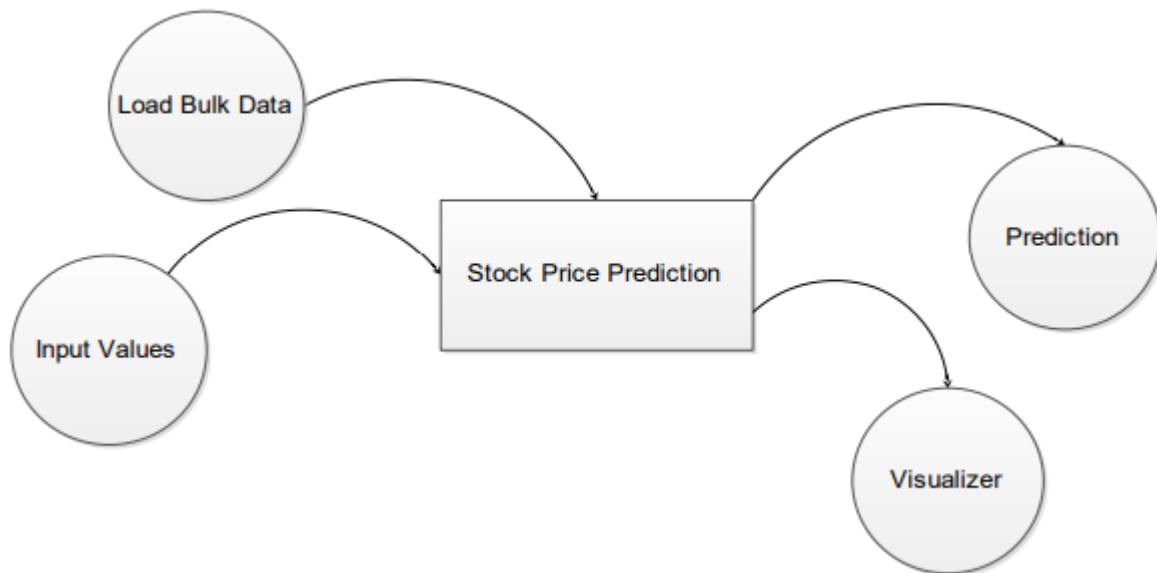 Load Bulk Data
Input Values
Stock Price Prediction
Prediction
Visualizer